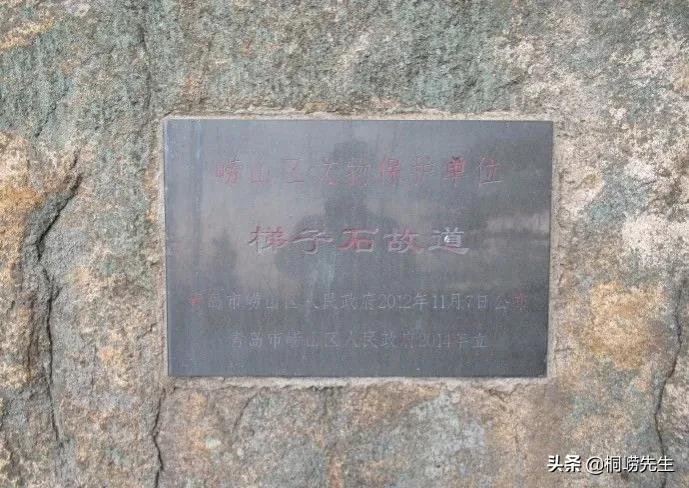 崂山区文物保护单位
梯子石故道
青岛市崂山区人民政府2012年11月7日公布
青岛市崂山区人民政府2014年立
头条 @桐唠先生